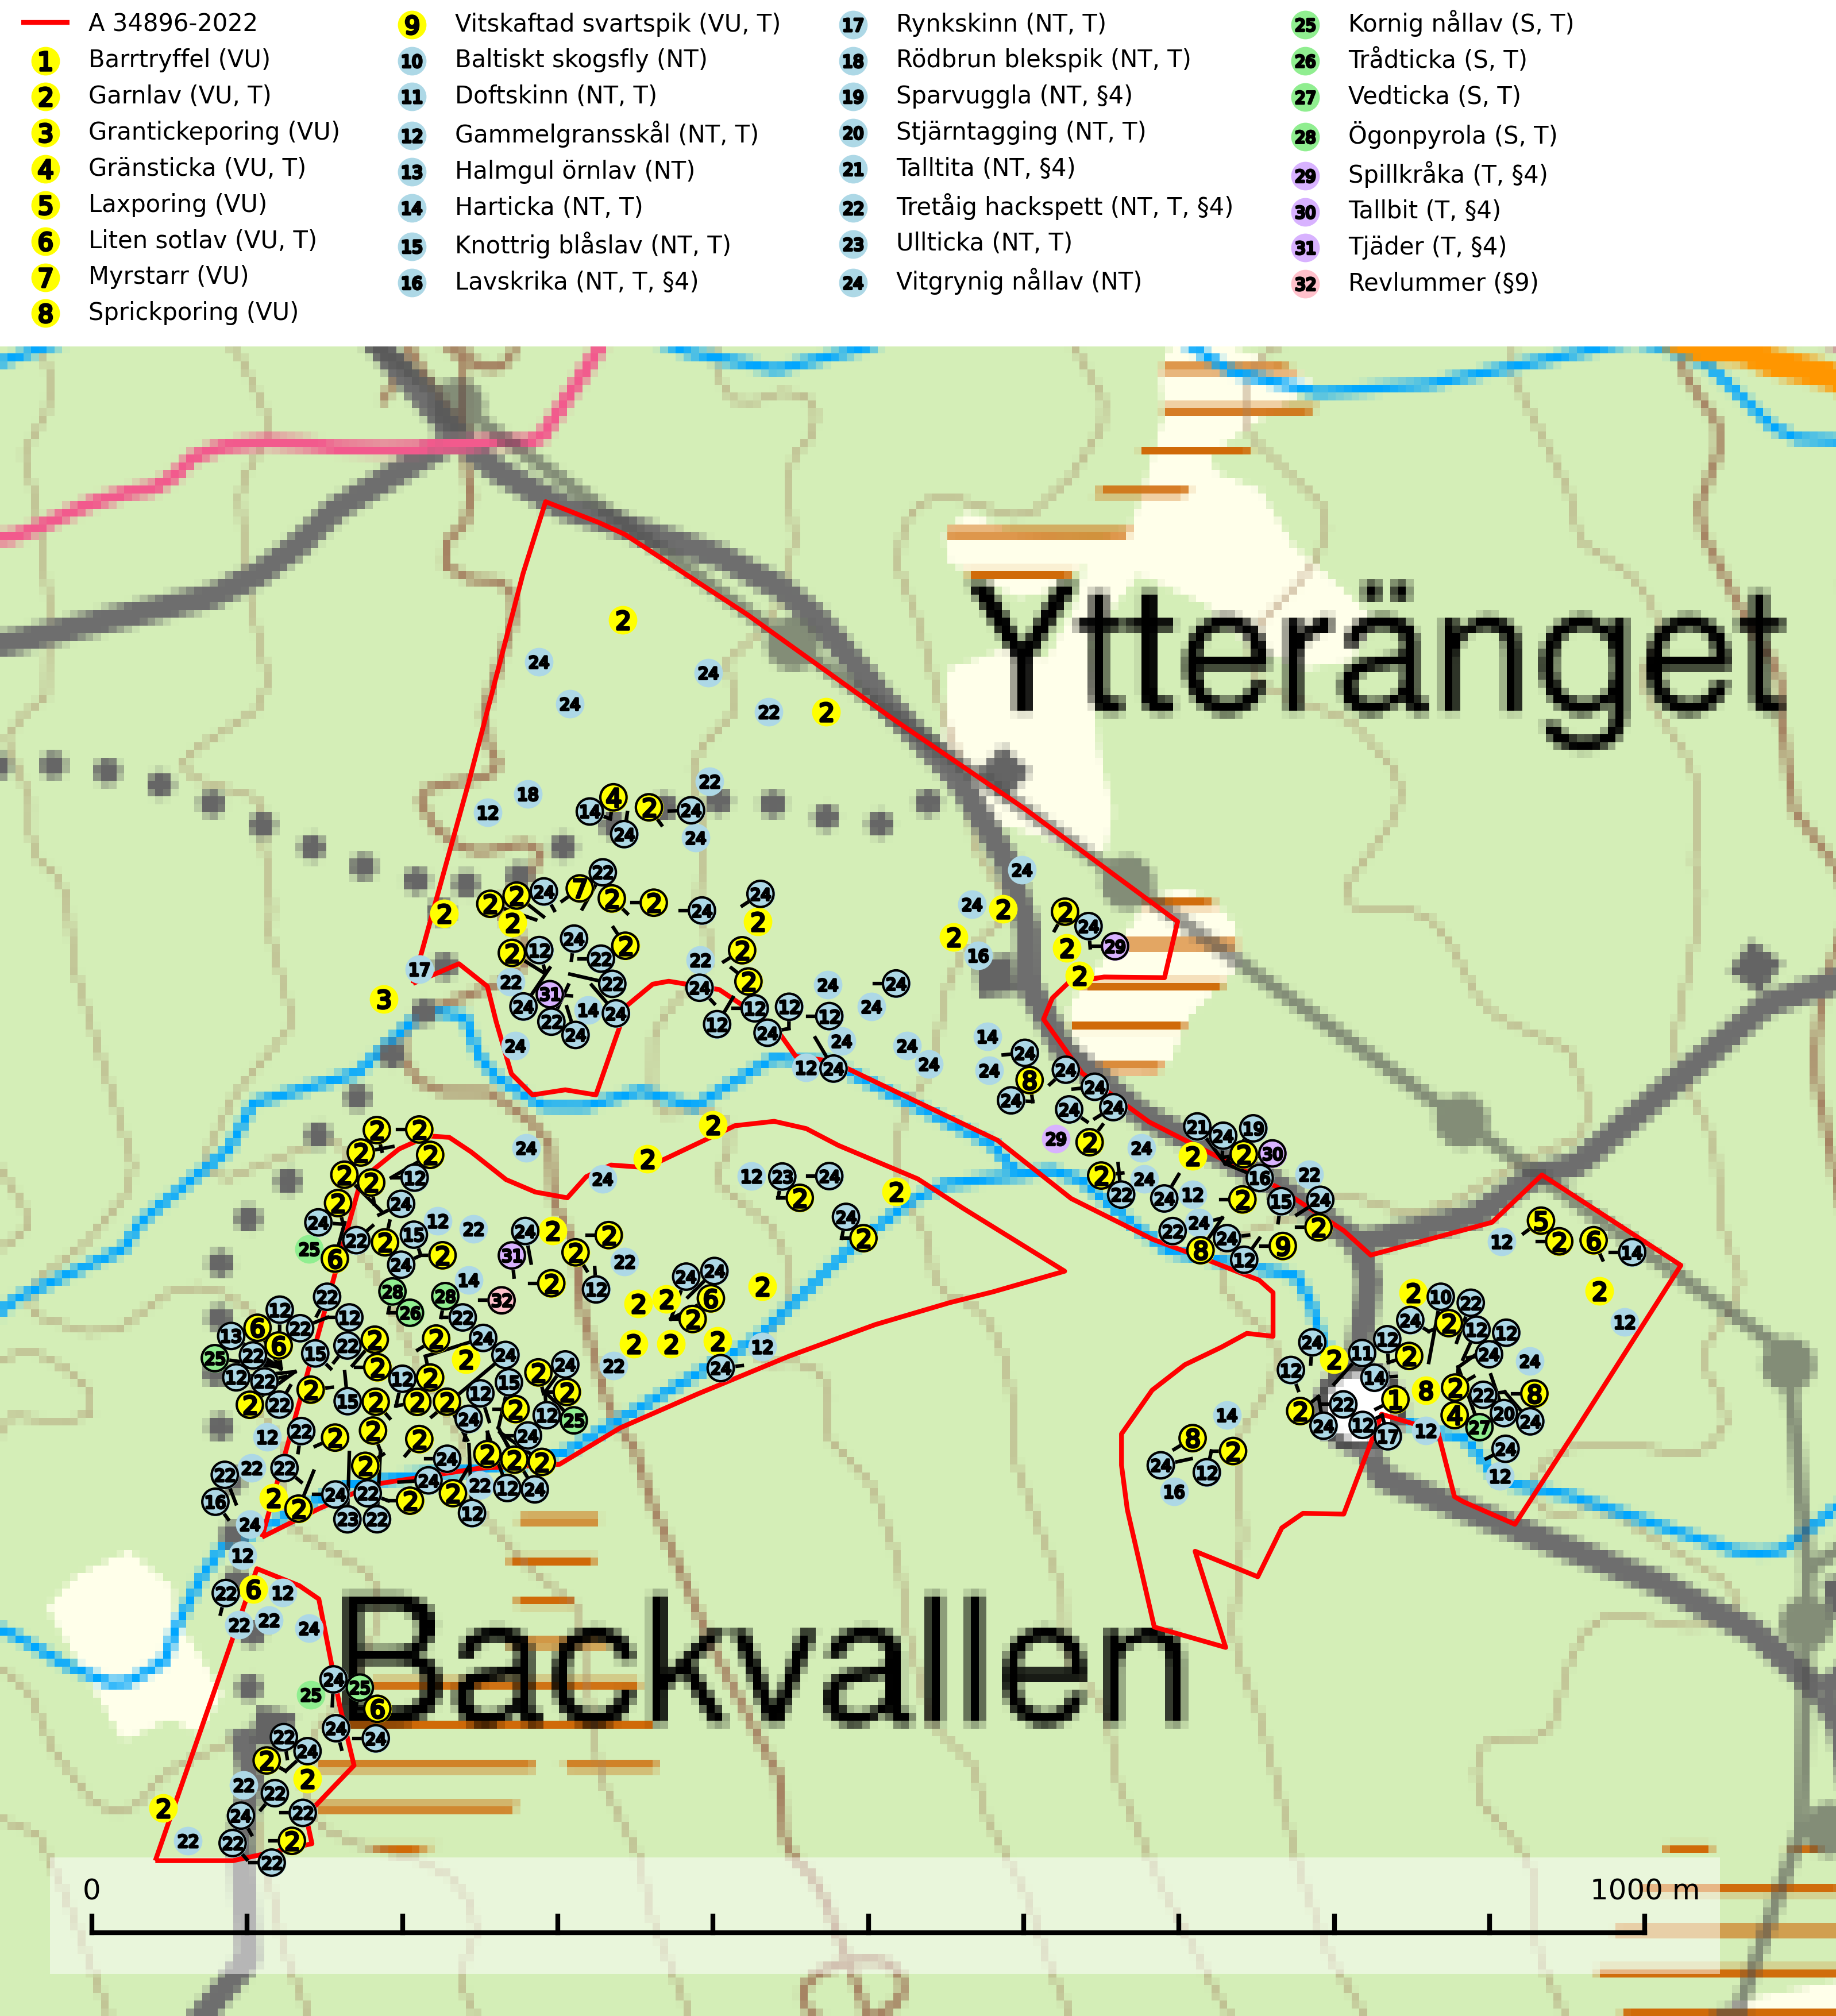 A 34896-2022
1 Barrtryffel (VU)
2 Garnlav (VU, T)
3 Grantickeporing (VU)
4 Gränsticka (VU, T)
5 Laxporing (VU)
6 Liten sotlav (VU, T)
7 Myrstarr (VU)
8 Sprickporing (VU)
9 Vitskaftad svartspik (VU, T)
10 Baltiskt skogsfly (NT)
11 Doftskinn (NT, T)
12 Gammelgransskål (NT, T)
13 Halmgul örnlav (NT)
14 Harticka (NT, T)
15 Knottrig blåslav (NT, T)
16 Lavskrika (NT, T, §4)
17 Rynkskinn (NT, T)
18 Rödbrun blekspik (NT, T)
19 Sparvuggla (NT, §4)
20 Stjärntagging (NT, T)
21 Talltita (NT, §4)
22 Tretåig hackspett (NT, T, §4)
23 Ullticka (NT, T)
24 Vitgrynig nållav (NT)
25 Kornig nållav (S, T)
26 Trådticka (S, T)
27 Vedticka (S, T)
28 Ögonpyrola (S, T)
29 Spillkråka (T, §4)
30 Tallbit (T, §4)
31 Tjäder (T, §4)
32 Revlummer (§9)
Ytteränget
Backvallen
0 1000 m